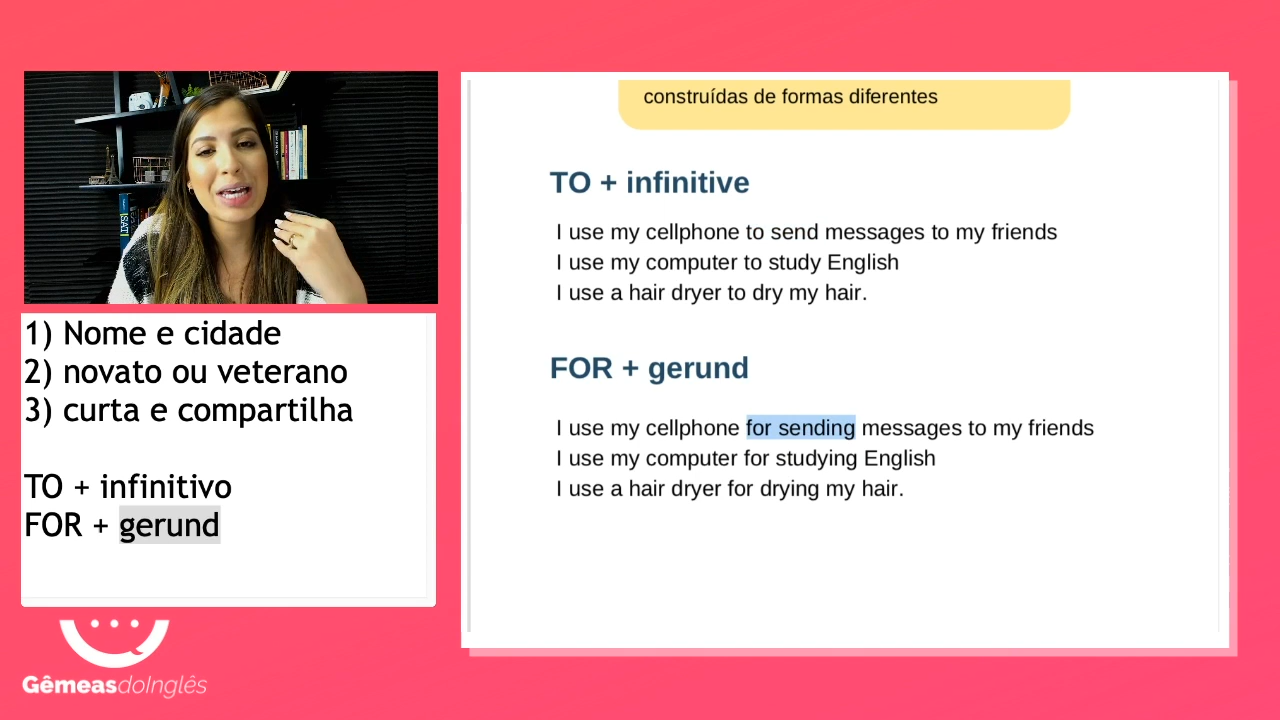 SAT
1) Nome e cidade
2) novato ou veterano
3) curta e compartilha
TO + infinitivo
FOR + gerund
GêmeasdoInglês
construídas de formas diferentes
TO + infinitive
I use my cellphone to send messages to my friends
I use my computer to study English
I use a hair dryer to dry my hair.
FOR + gerund
I use my cellphone for sending messages to my friends
I use my computer for studying English
I use a hair dryer for drying my hair.